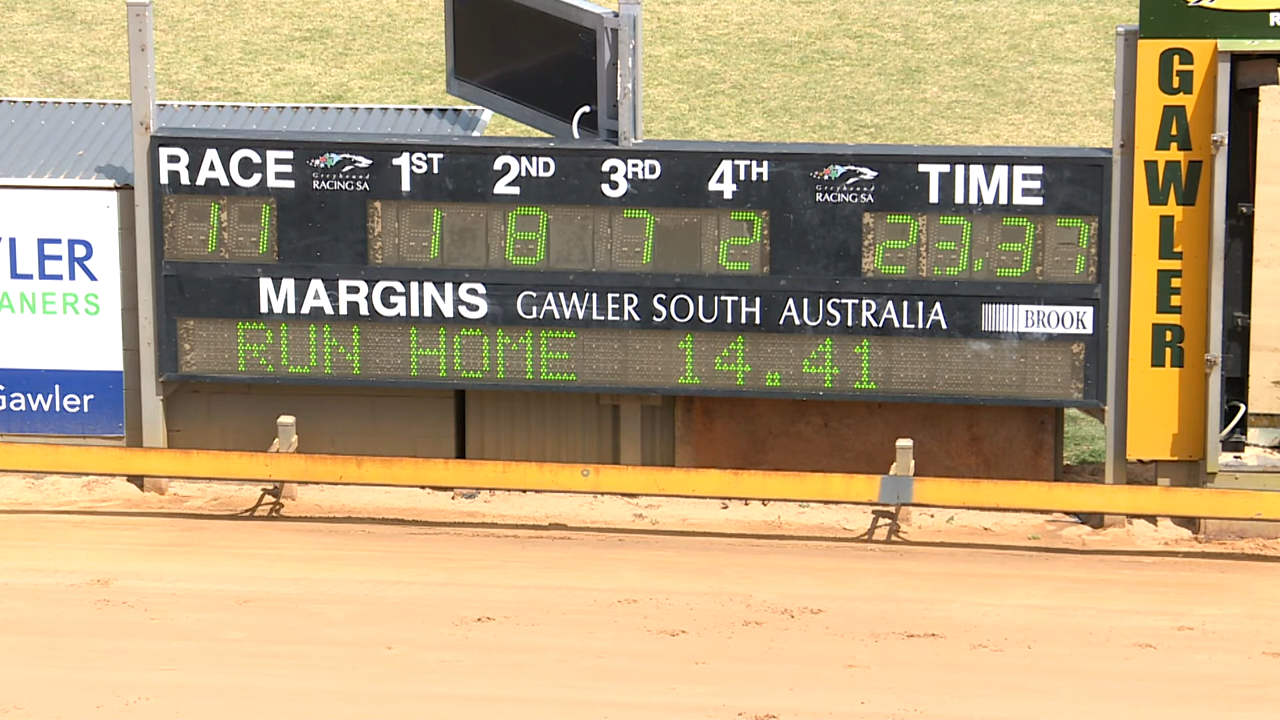 RACE 1ST 2ND 3RD 4TH TIME
Greyhound RACING SA
Greyhound RACING SA
11 1 8 7 2 23.37
MARGINS GAWLER SOUTH AUSTRALIA BROOK
RUN HOME 14.41
LER
ANERS
Gawler
GAWLER